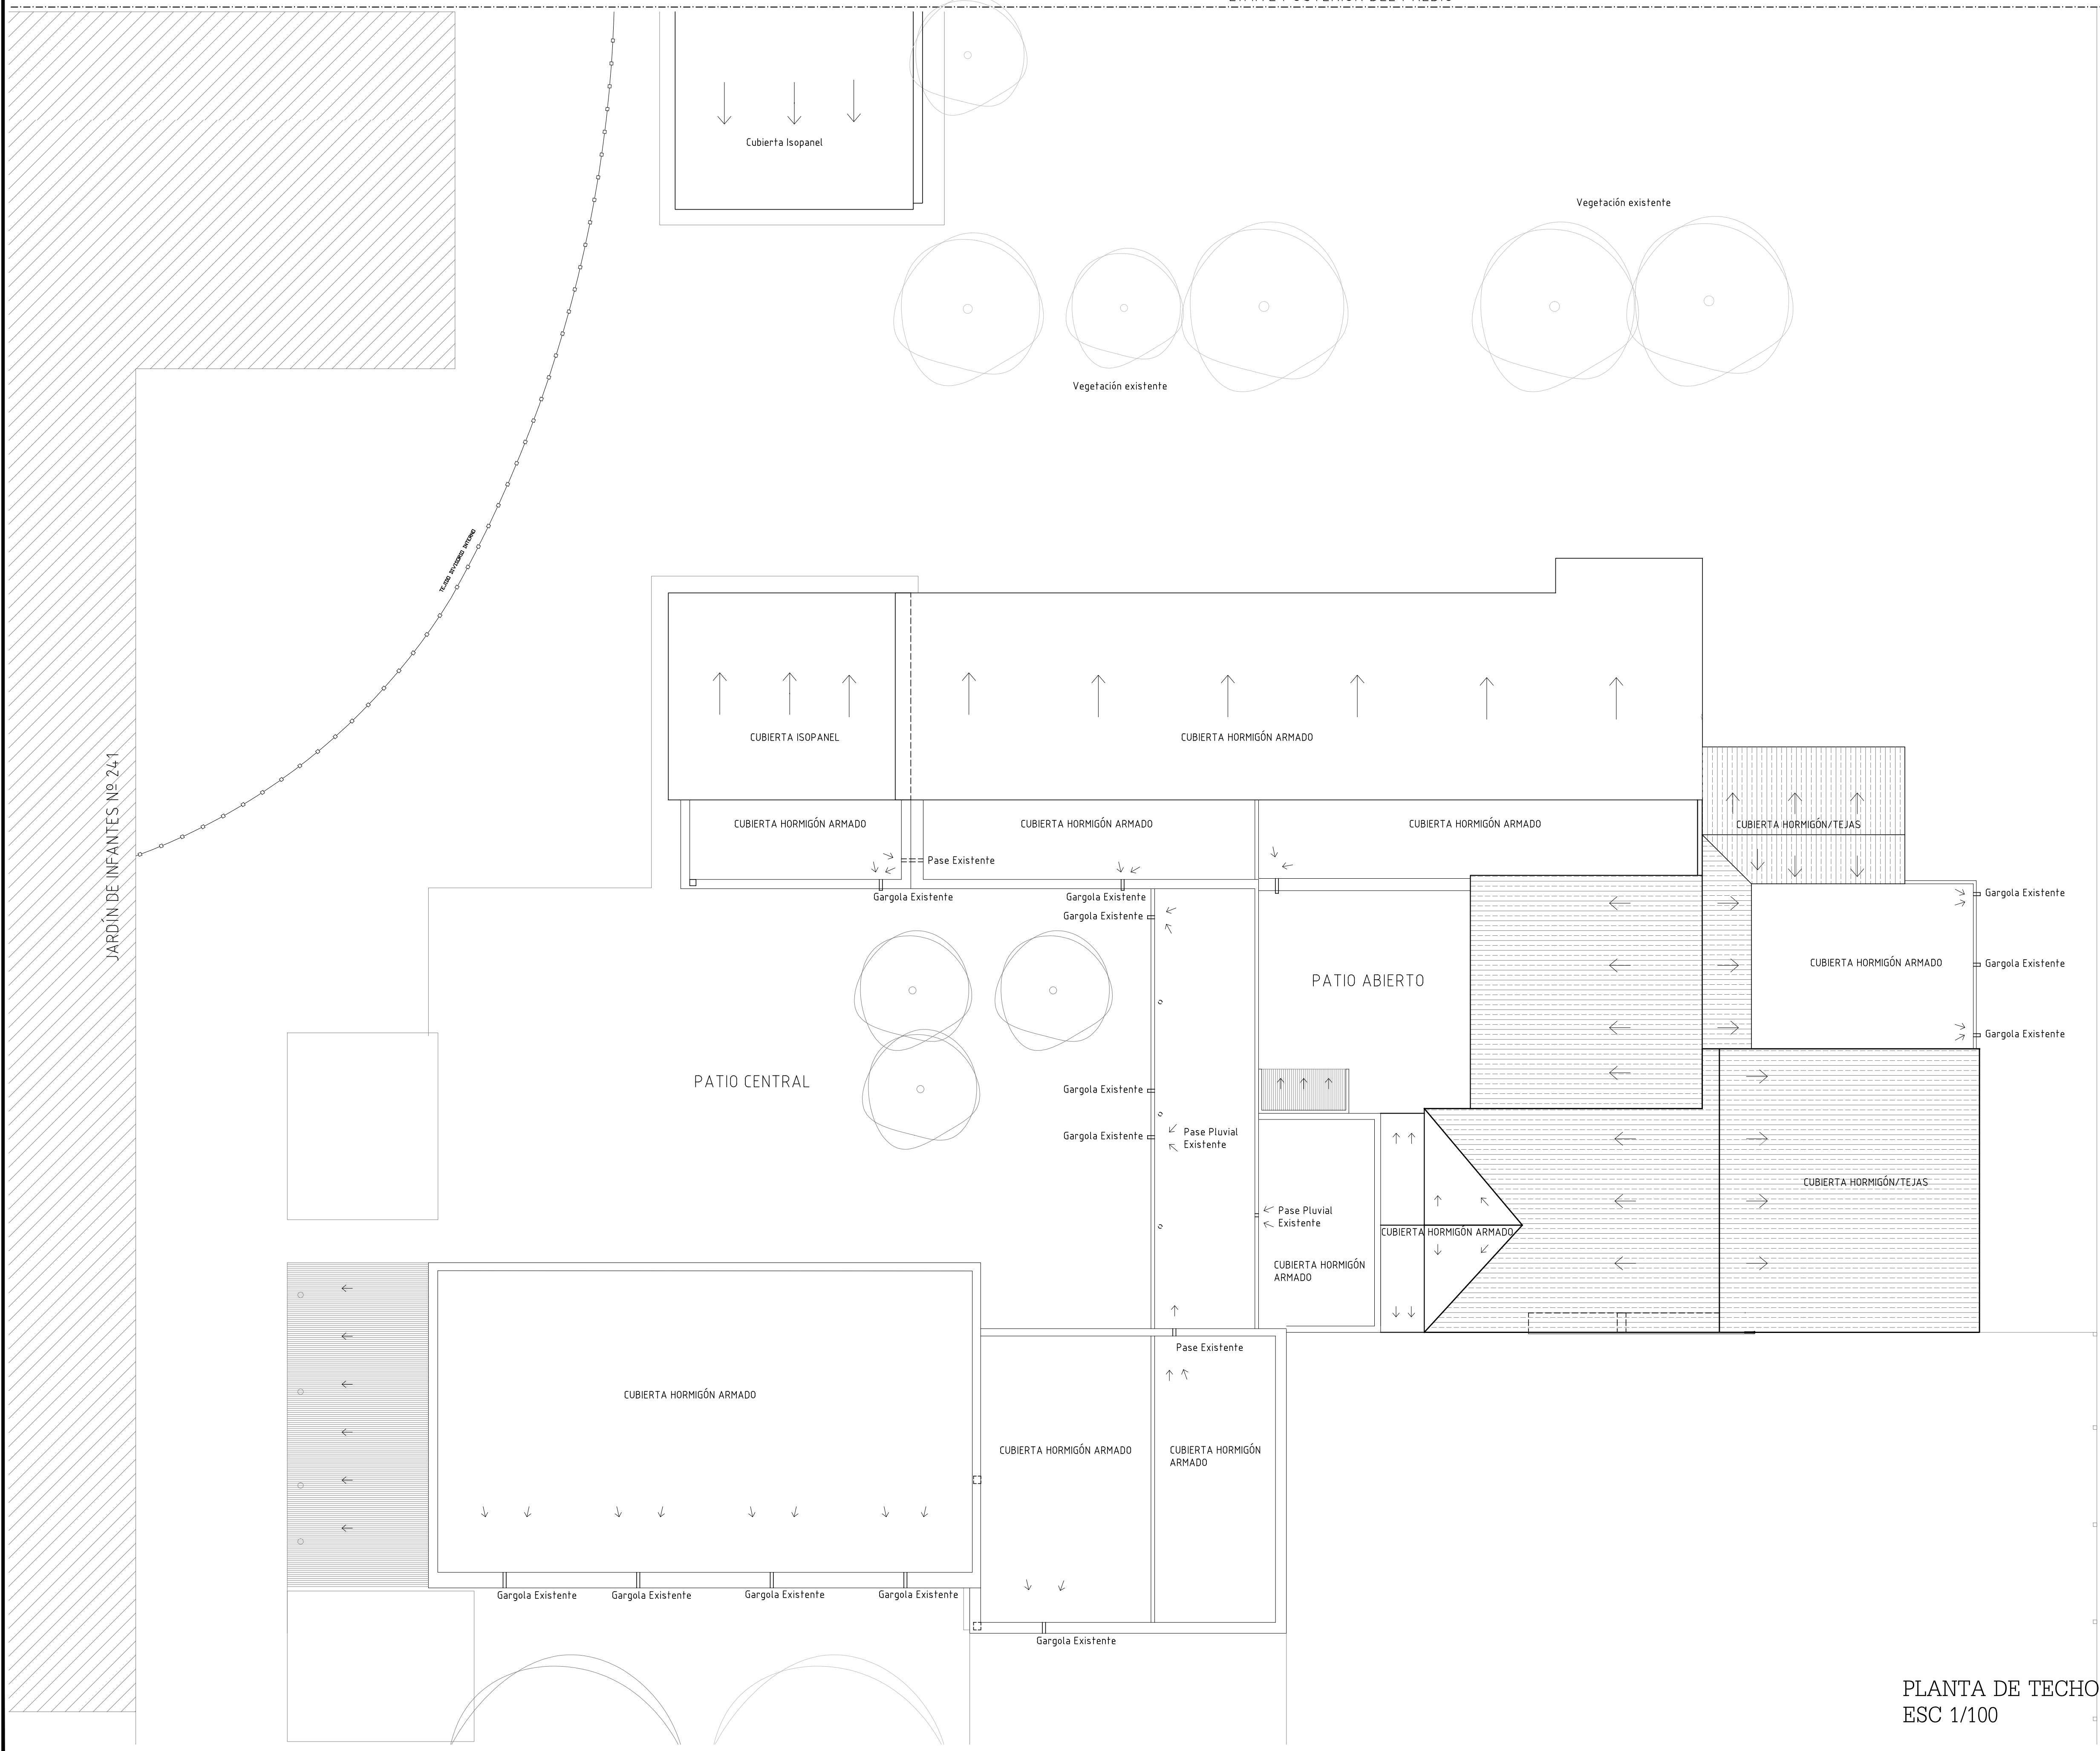 Cubierta Isopanel
Vegetación existente
Vegetación existente
TEJIDO DIVISORIO INTERNO
JARDÍN DE INFANTES Nº 241
CUBIERTA ISOPANEL
CUBIERTA HORMIGÓN ARMADO
CUBIERTA HORMIGÓN ARMADO
CUBIERTA HORMIGÓN ARMADO
CUBIERTA HORMIGÓN ARMADO
CUBIERTA HORMIGÓN/TEJAS
Pase Existente
Gargola Existente
Gargola Existente
Gargola Existente
Gargola Existente
CUBIERTA HORMIGÓN ARMADO
Gargola Existente
Gargola Existente
PATIO ABIERTO
PATIO CENTRAL
Gargola Existente
Gargola Existente
Pase Pluvial
Existente
CUBIERTA HORMIGÓN/TEJAS
Pase Pluvial
Existente
CUBIERTA HORMIGÓN ARMADO
CUBIERTA HORMIGÓN
ARMADO
Pase Existente
CUBIERTA HORMIGÓN ARMADO
CUBIERTA HORMIGÓN ARMADO
CUBIERTA HORMIGÓN
ARMADO
Gargola Existente
Gargola Existente
Gargola Existente
Gargola Existente
Gargola Existente
PLANTA DE TECHO
ESC 1/100